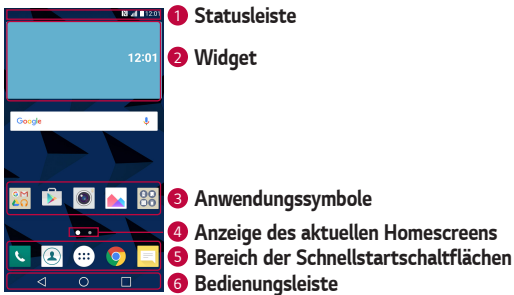 12:01
1 Statusleiste
12:01
2 Widget
Google
3 Anwendungssymbole
4 Anzeige des aktuellen Homescreens
5 Bereich der Schnellstartschaltflächen
6 Bedienungsleiste